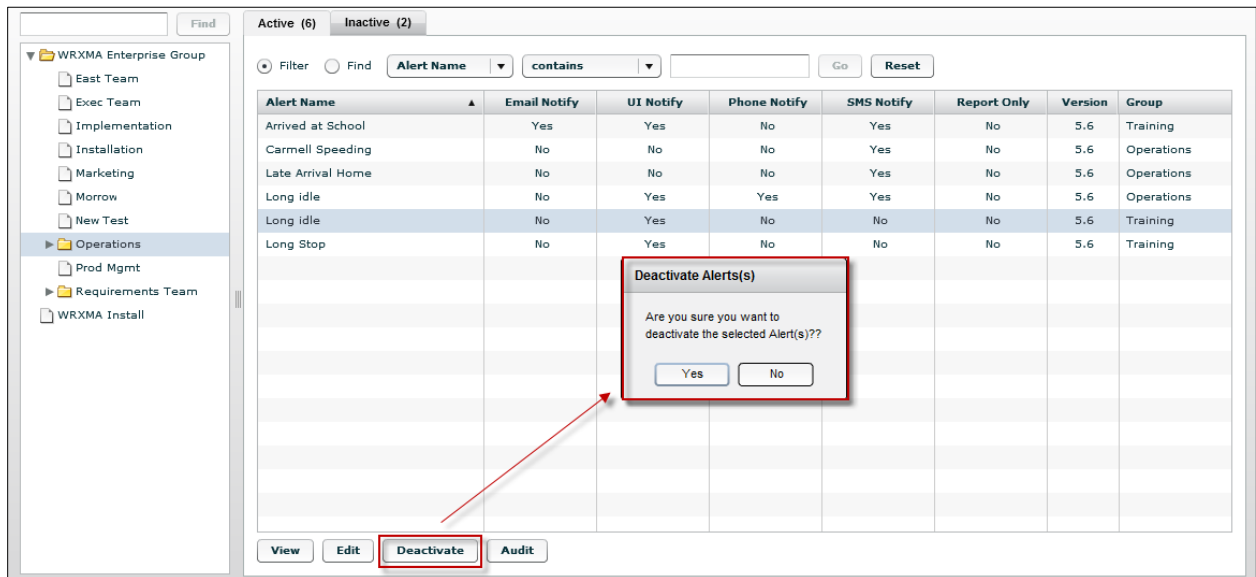 Find
WRXMA Enterprise Group
East Team
Exec Team
Implementation
Installation
Marketing
Morrow
New Test
Operations
Prod Mgmt
Requirements Team
WRXMA Install
Active (6) Inactive (2)
Filter Find Alert Name contains Go Reset
Alert Name Email Notify UI Notify Phone Notify SMS Notify Report Only Version Group
Arrived at School Yes Yes No Yes No 5.6 Training
Carmell Speeding No No No Yes No 5.6 Operations
Late Arrival Home No No No Yes No 5.6 Operations
Long idle No Yes Yes Yes No 5.6 Operations
Long idle No Yes No No No 5.6 Training
Long Stop No Yes No No No 5.6 Training
Deactivate Alerts(s)
Are you sure you want to
deactivate the selected Alert(s)??
Yes No
View Edit Deactivate Audit